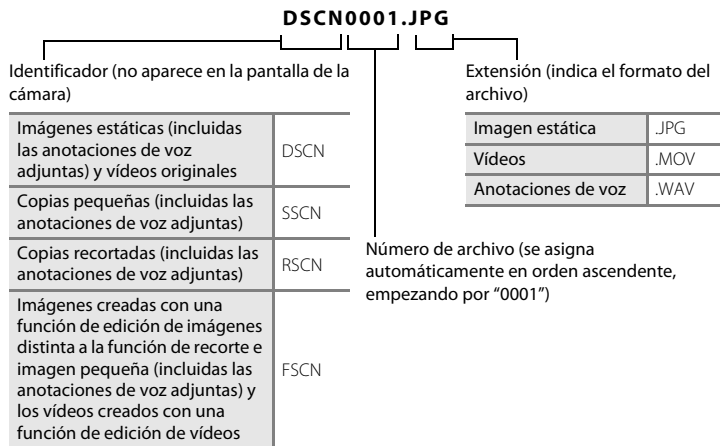 DSCN0001.JPG
Identificador (no aparece en la pantalla de la
cámara)
Imágenes estáticas (incluidas
las anotaciones de voz
adjuntas) y vídeos originales
DSCN
Copias pequeñas (incluidas las
anotaciones de voz adjuntas)
SSCN
Copias recortadas (incluidas las
anotaciones de voz adjuntas)
RSCN
Imágenes creadas con una
función de edición de imágenes
distinta a la función de recorte e
imagen pequeña (incluidas las
anotaciones de voz adjuntas) y
los vídeos creados con una
función de edición de vídeos
FSCN
Número de archivo (se asigna
automáticamente en orden ascendente,
empezando por “0001”)
Extensión (indica el formato del
archivo)
Imagen estática
.JPG
Vídeos
.MOV
Anotaciones de voz
.WAV